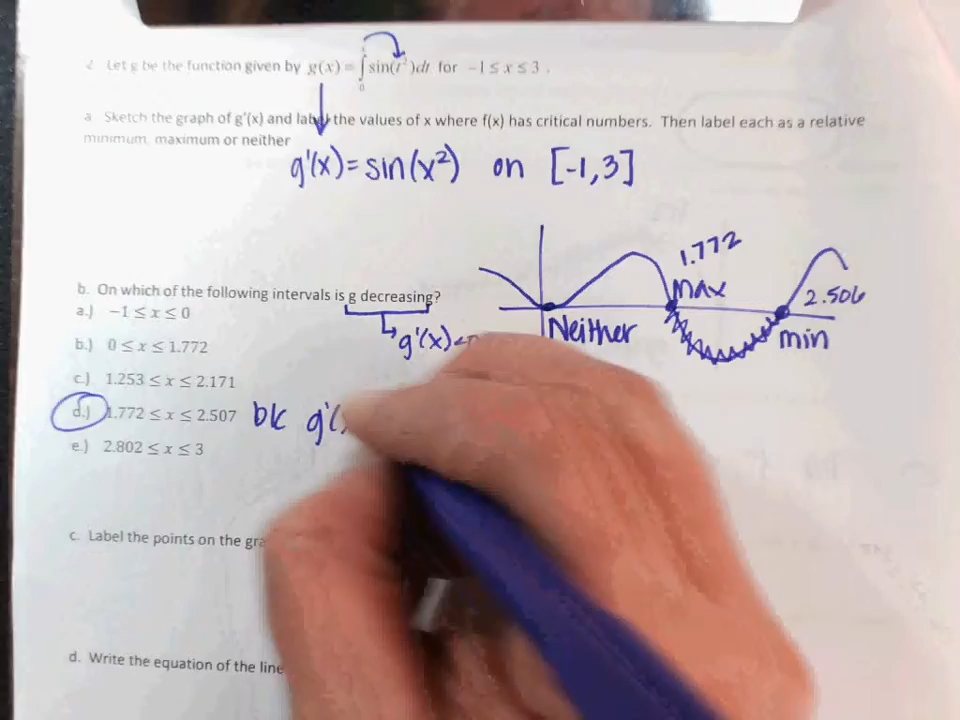 2 Let g be the function given by g(x) = ∫₀ˣ sin(t²)dt for −1 ≤ x ≤ 3 .
a Sketch the graph of g'(x) and label the values of x where f(x) has critical numbers. Then label each as a relative
minimum, maximum or neither
g'(x)=sin(x²) on [-1,3]
1.772
Max
2.506
Neither
min
b. On which of the following intervals is g decreasing?
g'(x)<
a.) −1 ≤ x ≤ 0
b.) 0 ≤ x ≤ 1.772
c.) 1.253 ≤ x ≤ 2.171
d.) 1.772 ≤ x ≤ 2.507 bc g'(
e.) 2.802 ≤ x ≤ 3
c. Label the points on the gra
d. Write the equation of the line